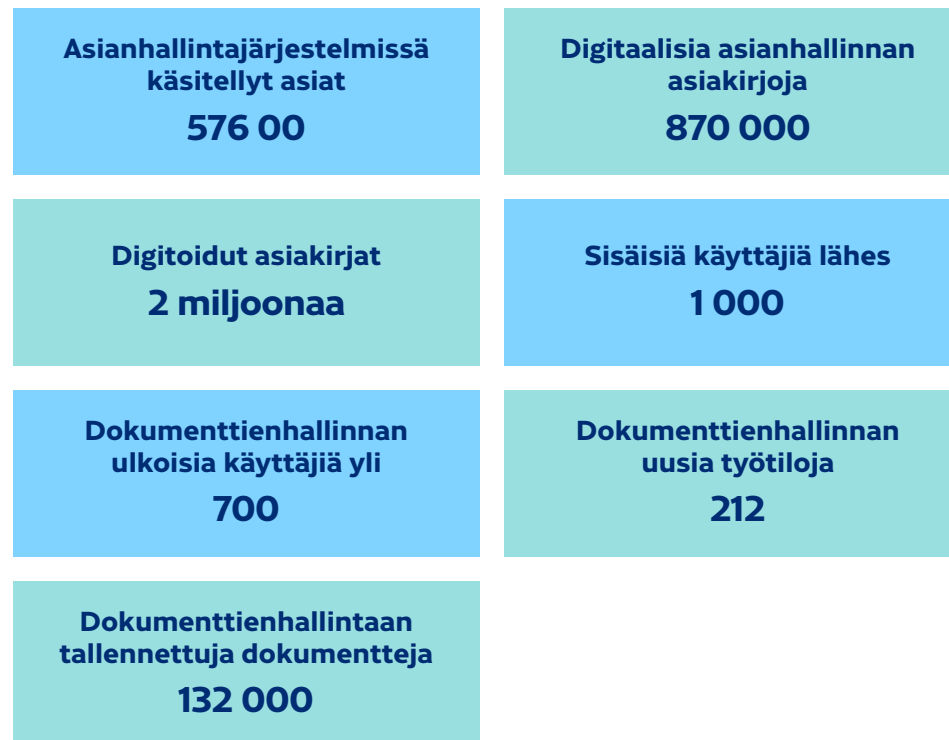 Asianhallintajärjestelmissä
käsitellyt asiat
576 00
Digitaalisia asianhallinnan
asiakirjoja
870 000
Digitoidut asiakirjat
2 miljoonaa
Sisäisiä käyttäjiä lähes
1 000
Dokumenttienhallinnan
ulkoisia käyttäjiä yli
700
Dokumenttienhallinnan
uusia työtiloja
212
Dokumenttienhallintaan
tallennettuja dokumentteja
132 000